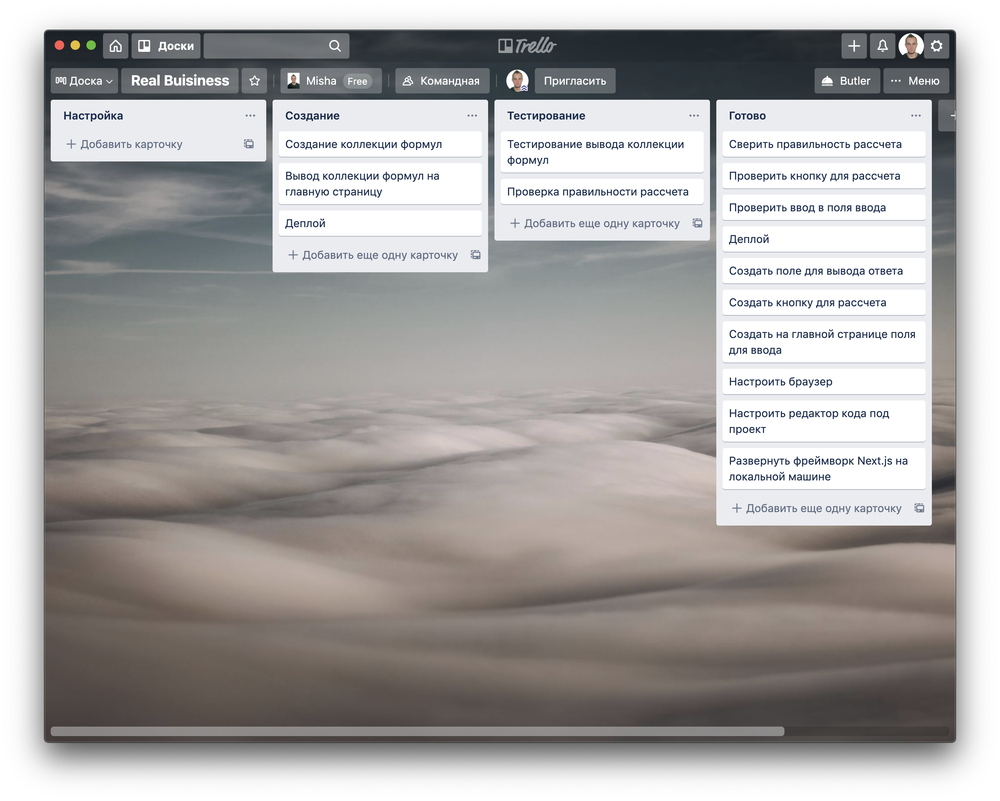 Доски
Trello
Доска
Real Buisiness
Misha Free
Командная
Пригласить
Butler
Меню
Настройка
Добавить карточку
Создание
Создание коллекции формул
Вывод коллекции формул на
главную страницу
Деплой
Добавить еще одну карточку
Тестирование
Тестирование вывода коллекции
формул
Проверка правильности рассчета
Добавить еще одну карточку
Готово
Сверить правильность рассчета
Проверить кнопку для рассчета
Проверить ввод в поля ввода
Деплой
Создать поле для вывода ответа
Создать кнопку для рассчета
Создать на главной странице поля
для ввода
Настроить браузер
Настроить редактор кода под
проект
Развернуть фреймворк Next.js на
локальной машине
Добавить еще одну карточку